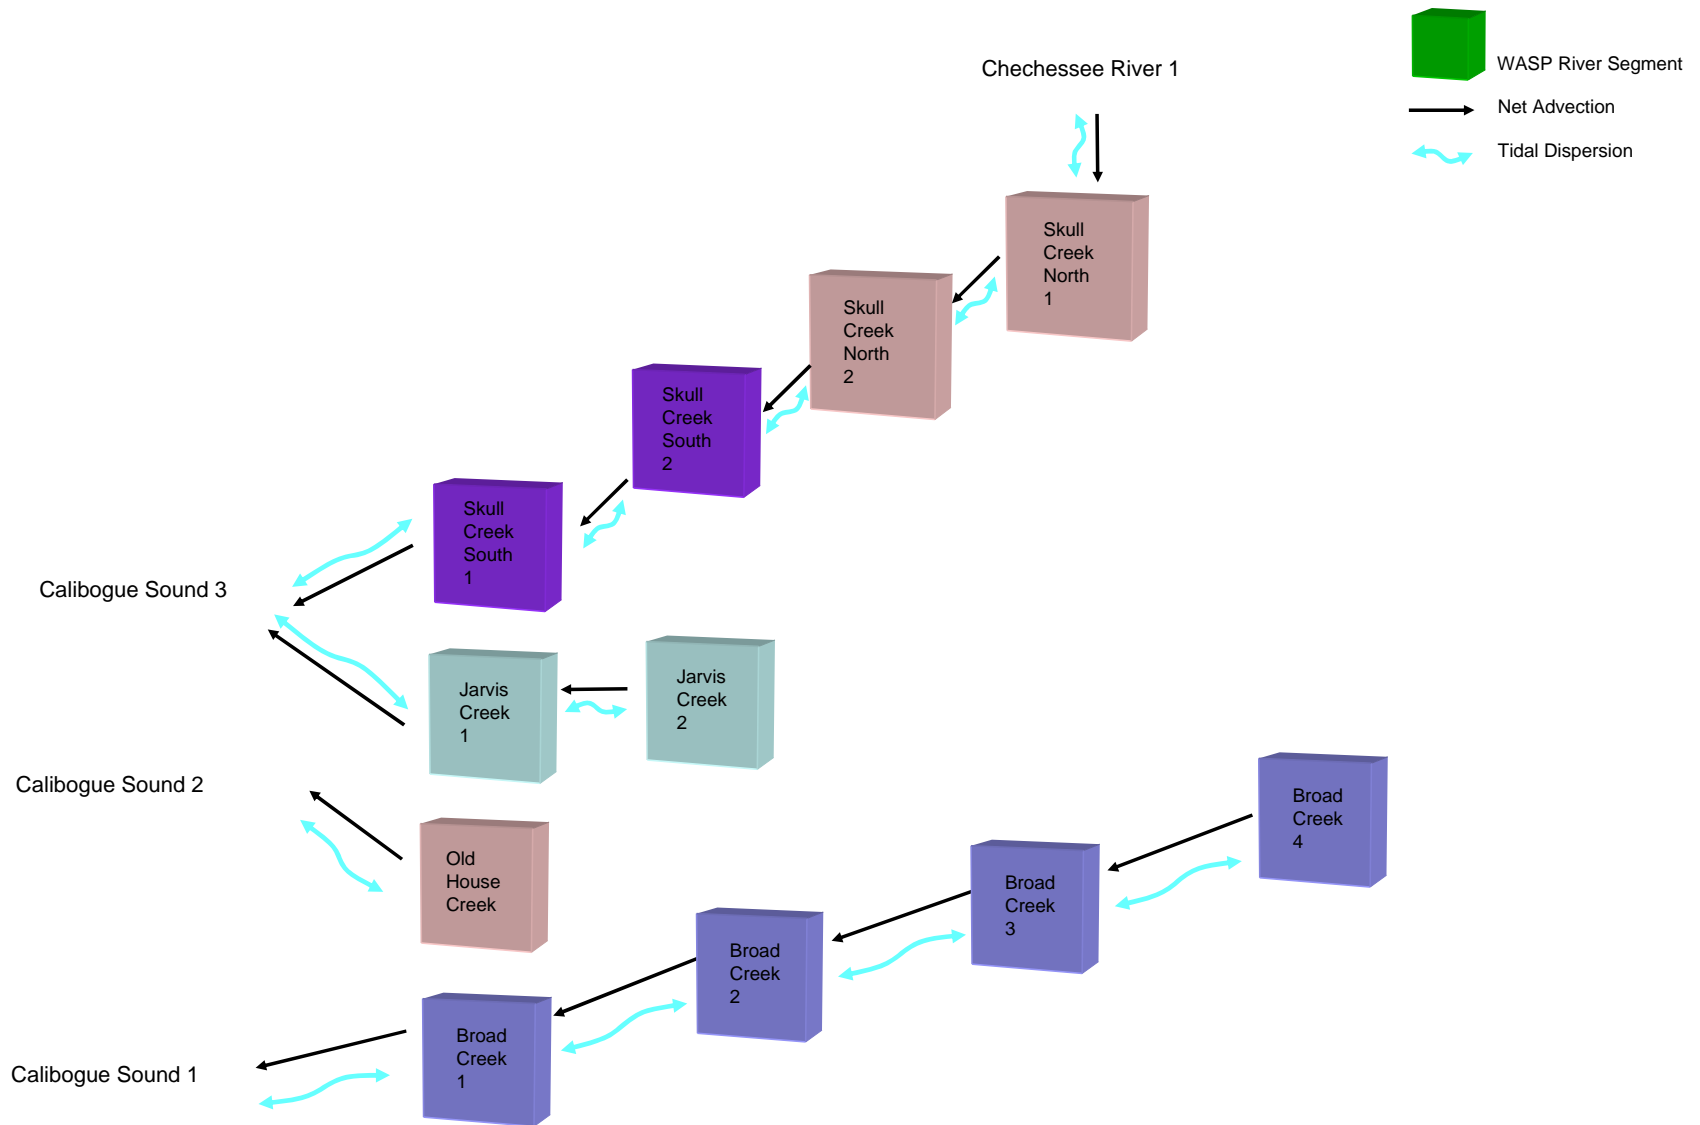 WASP River Segment
Chechessee River 1
Net Advection
Tidal Dispersion
Skull
Creek
North
1
Skull
Creek
North
2
Skull
Creek
South
2
Skull
Creek
South
1
Calibogue Sound 3
Jarvis
Creek
1
Jarvis
Creek
2
Calibogue Sound 2
Broad
Creek
4
Old
House
Creek
Broad
Creek
3
Broad
Creek
2
Broad
Creek
1
Calibogue Sound 1